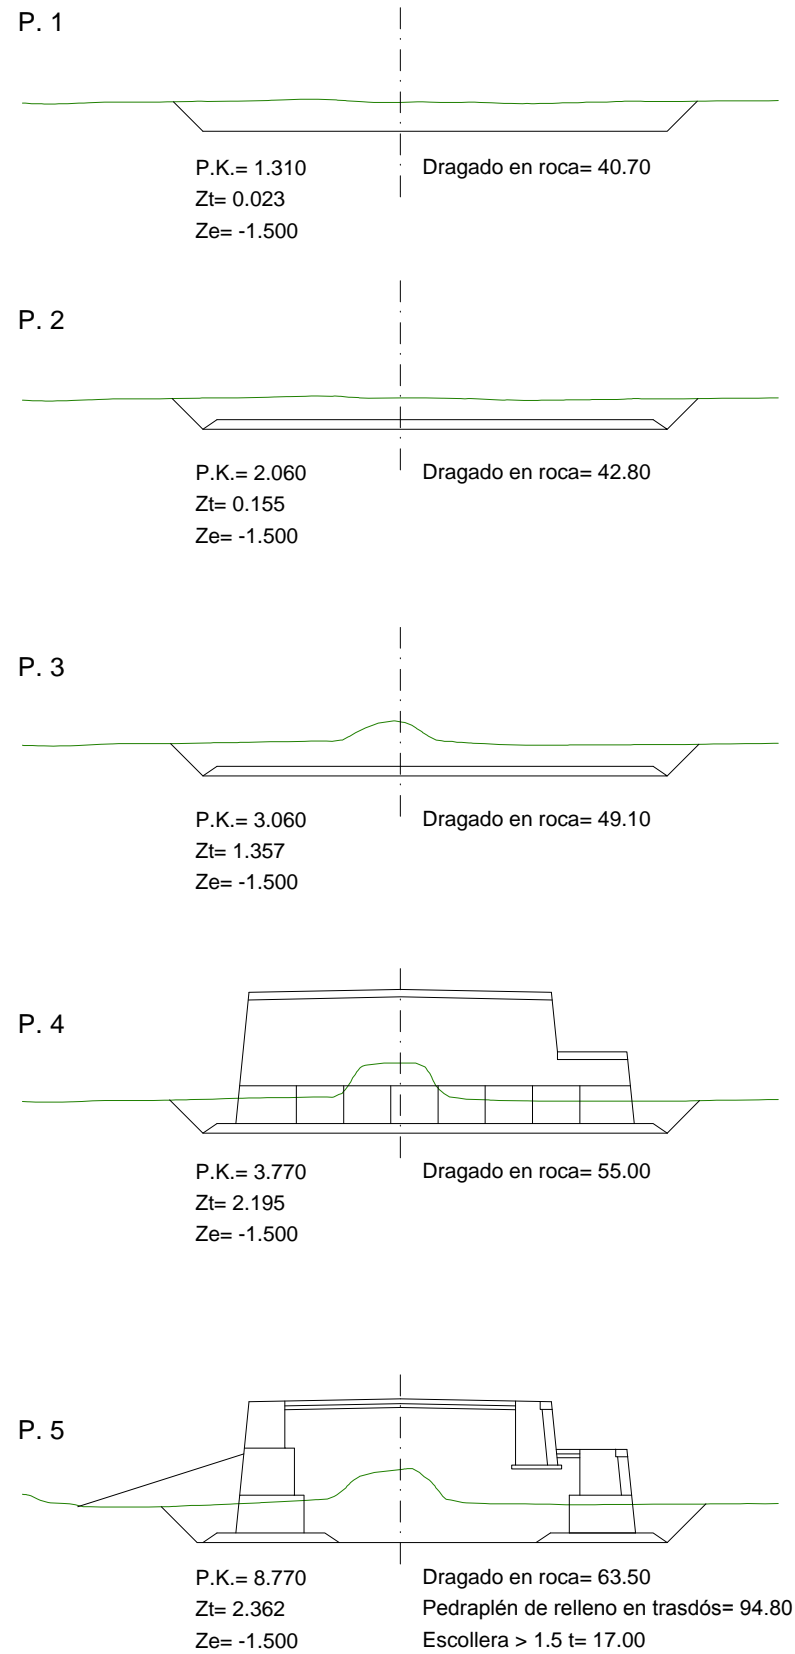 P. 1
P.K.= 1.310
Dragado en roca= 40.70
Zt= 0.023
Ze= -1.500
P. 2
P.K.= 2.060
Dragado en roca= 42.80
Zt= 0.155
Ze= -1.500
P. 3
P.K.= 3.060
Dragado en roca= 49.10
Zt= 1.357
Ze= -1.500
P. 4
P.K.= 3.770
Dragado en roca= 55.00
Zt= 2.195
Ze= -1.500
P. 5
P.K.= 8.770
Dragado en roca= 63.50
Zt= 2.362
Pedraplén de relleno en trasdós= 94.80
Ze= -1.500
Escollera > 1.5 t= 17.00